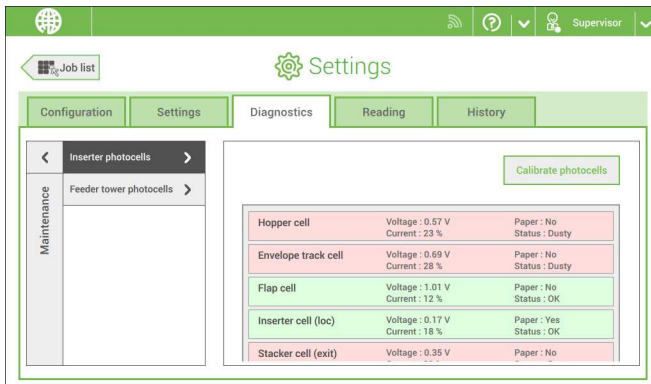 Supervisor
Job list
Settings
Configuration
Settings
Diagnostics
Reading
History
Maintenance
Inserter photocells
Feeder tower photocells
Calibrate photocells
Hopper cell
Voltage : 0.57 V
Paper : No
Current : 23 %
Status : Dusty
Envelope track cell
Voltage : 0.69 V
Paper : No
Current : 28 %
Status : Dusty
Flap cell
Voltage : 1.01 V
Paper : No
Current : 12 %
Status : OK
Inserter cell (loc)
Voltage : 0.17 V
Paper : Yes
Current : 18 %
Status : OK
Stacker cell (exit)
Voltage : 0.35 V
Paper : No